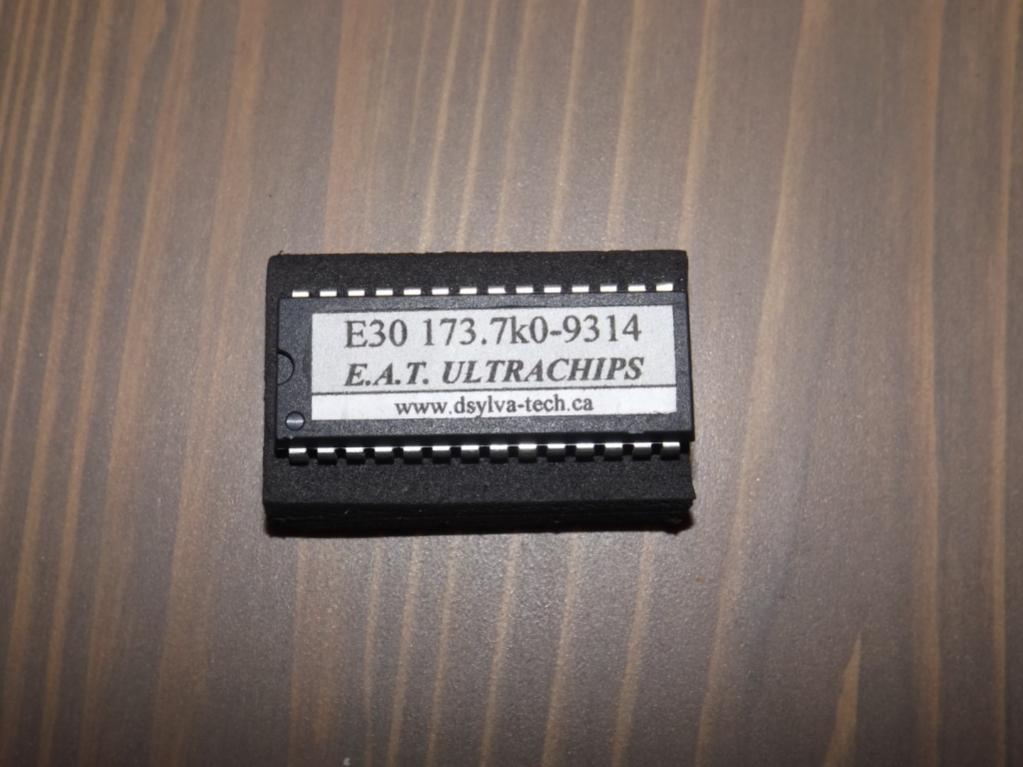 E30 173.7k0-9314
E.A.T. ULTRACHIPS
www.dsylva-tech.ca